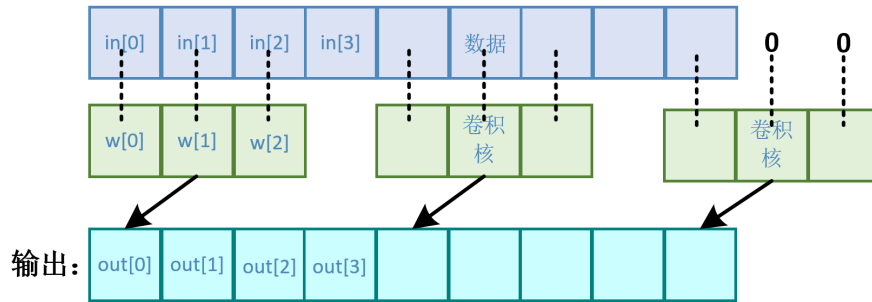 in[0] in[1] in[2] in[3] 数据 0 0
w[0] w[1] w[2] 卷积 卷积
核 核
输出: out[0] out[1] out[2] out[3]